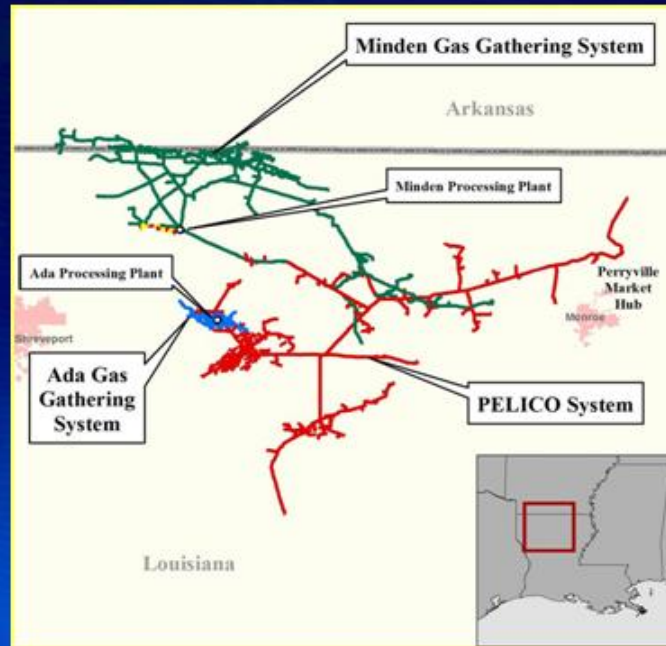 Minden Gas Gathering System
Arkansas
Minden Processing Plant
Ada Processing Plant
Perryville
Market
Hub
Monroe
Shreveport
Ada Gas
Gathering
System
PELICO System
Louisiana